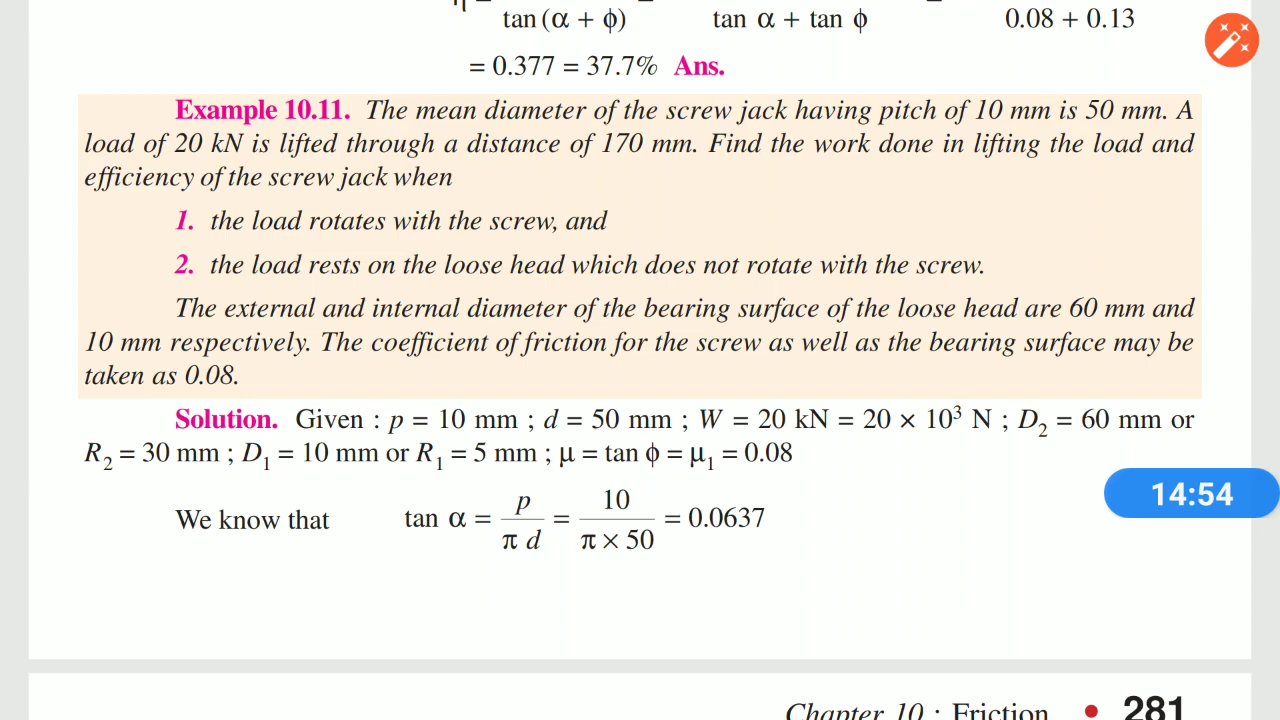 tan (α + ϕ) tan α + tan ϕ 0.08 + 0.13
= 0.377 = 37.7% Ans.
Example 10.11. The mean diameter of the screw jack having pitch of 10 mm is 50 mm. A
load of 20 kN is lifted through a distance of 170 mm. Find the work done in lifting the load and
efficiency of the screw jack when
1. the load rotates with the screw, and
2. the load rests on the loose head which does not rotate with the screw.
The external and internal diameter of the bearing surface of the loose head are 60 mm and
10 mm respectively. The coefficient of friction for the screw as well as the bearing surface may be
taken as 0.08.
Solution. Given : p = 10 mm ; d = 50 mm ; W = 20 kN = 20 × 10³ N ; D₂ = 60 mm or
R₂ = 30 mm ; D₁ = 10 mm or R₁ = 5 mm ; μ = tan ϕ = μ₁ = 0.08
14:54
We know that tan α = p / π d = 10 / π × 50 = 0.0637
Chapter 10 : Friction • 281